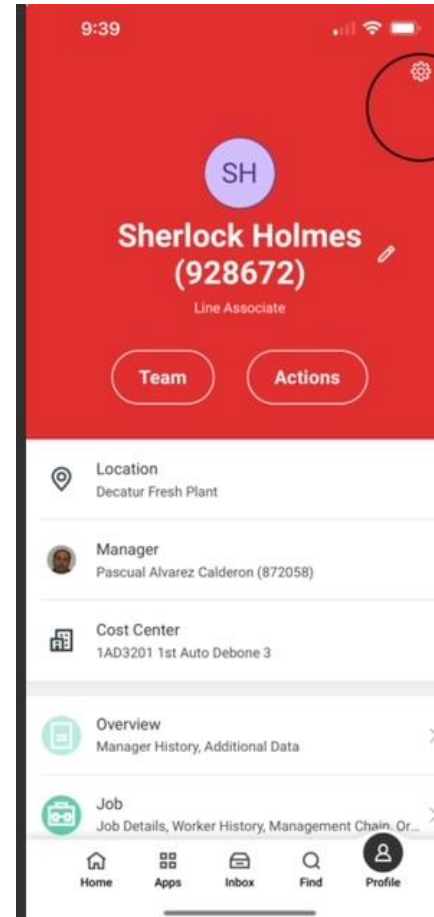 9:39
SH
Sherlock Holmes
(928672)
Line Associate
Team
Actions
Location
Decatur Fresh Plant
Manager
Pascual Alvarez Calderon (872058)
Cost Center
1AD3201 1st Auto Debone 3
Overview
Manager History, Additional Data
Job
Job Details, Worker History, Management Chain, Or...
Home Apps Inbox Find Profile